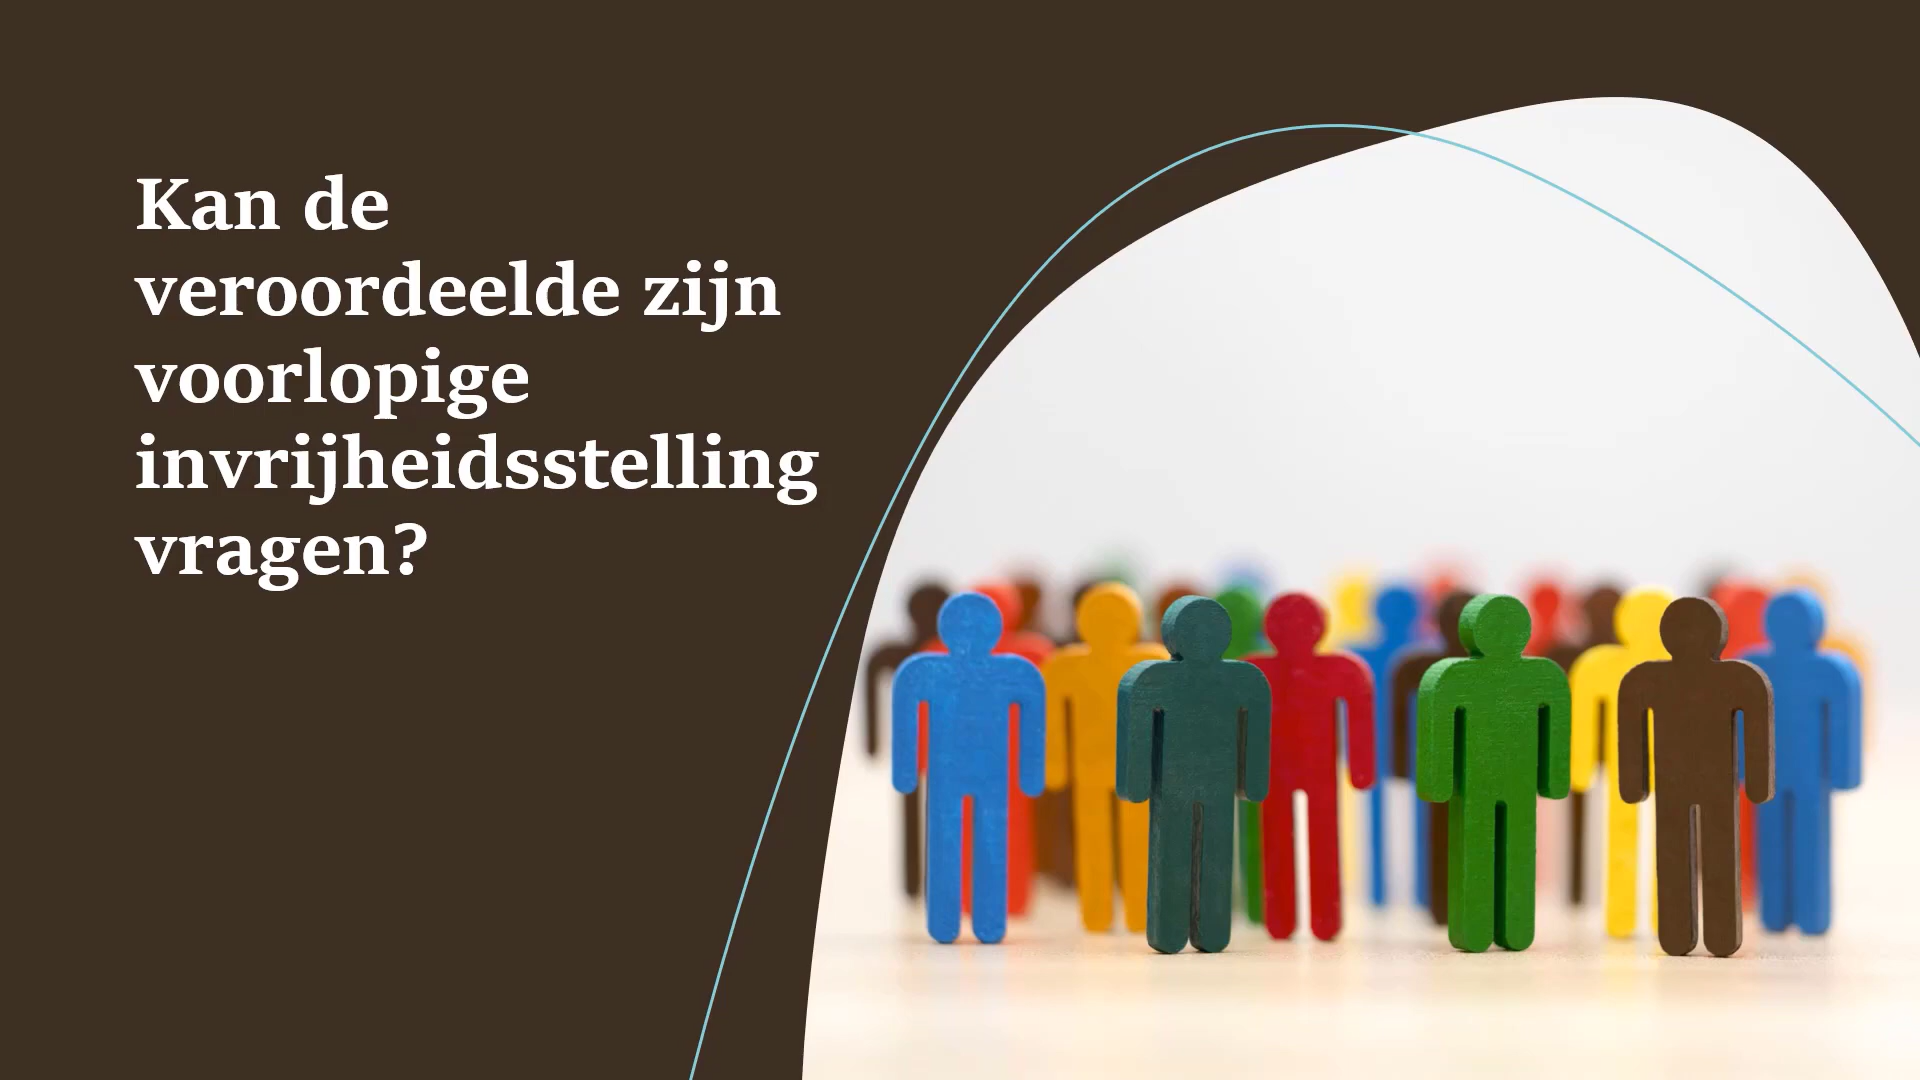 Kan de
veroordeelde zijn
voorlopige
invrijheidsstelling
vragen?